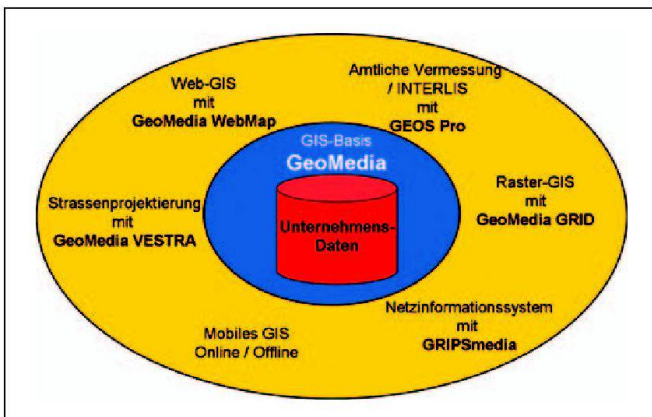 Web-GIS
mit
GeoMedia WebMap
Amtliche Vermessung
/ INTERLIS
mit
GEOS Pro
GIS-Basis
GeoMedia
Strassenprojektierung
mit
GeoMedia VESTRA
Unternehmens-
Daten
Raster-GIS
mit
GeoMedia GRID
Mobiles GIS
Online / Offline
Netzinformationssystem
mit
GRIPSmedia